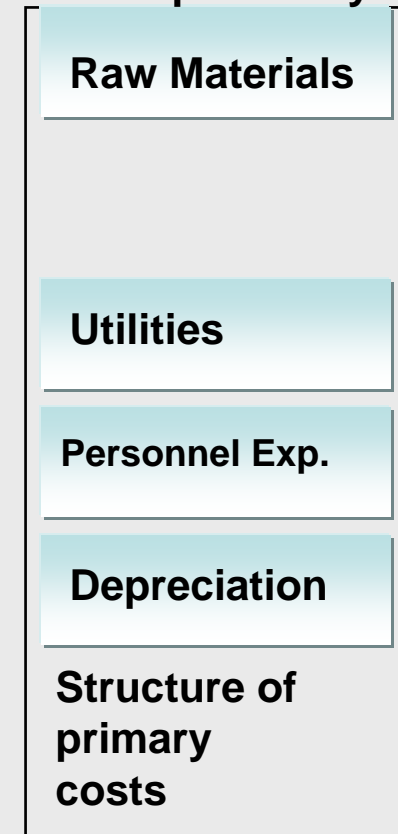 Raw Materials
Utilities
Personnel Exp.
Depreciation
Structure of
primary
costs